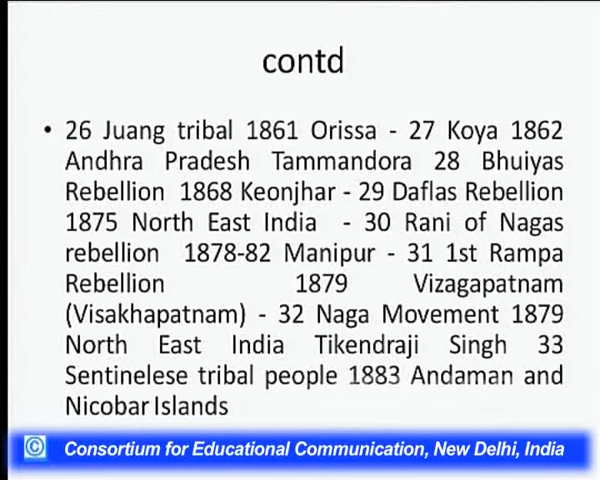 contd
• 26 Juang tribal 1861 Orissa - 27 Koya 1862
Andhra Pradesh Tammandora 28 Bhuiyas
Rebellion 1868 Keonjhar - 29 Daflas Rebellion
1875 North East India - 30 Rani of Nagas
rebellion 1878-82 Manipur - 31 1st Rampa
Rebellion 1879 Vizagapatnam
(Visakhapatnam) - 32 Naga Movement 1879
North East India Tikendraji Singh 33
Sentinelese tribal people 1883 Andaman and
Nicobar Islands
© Consortium for Educational Communication, New Delhi, India